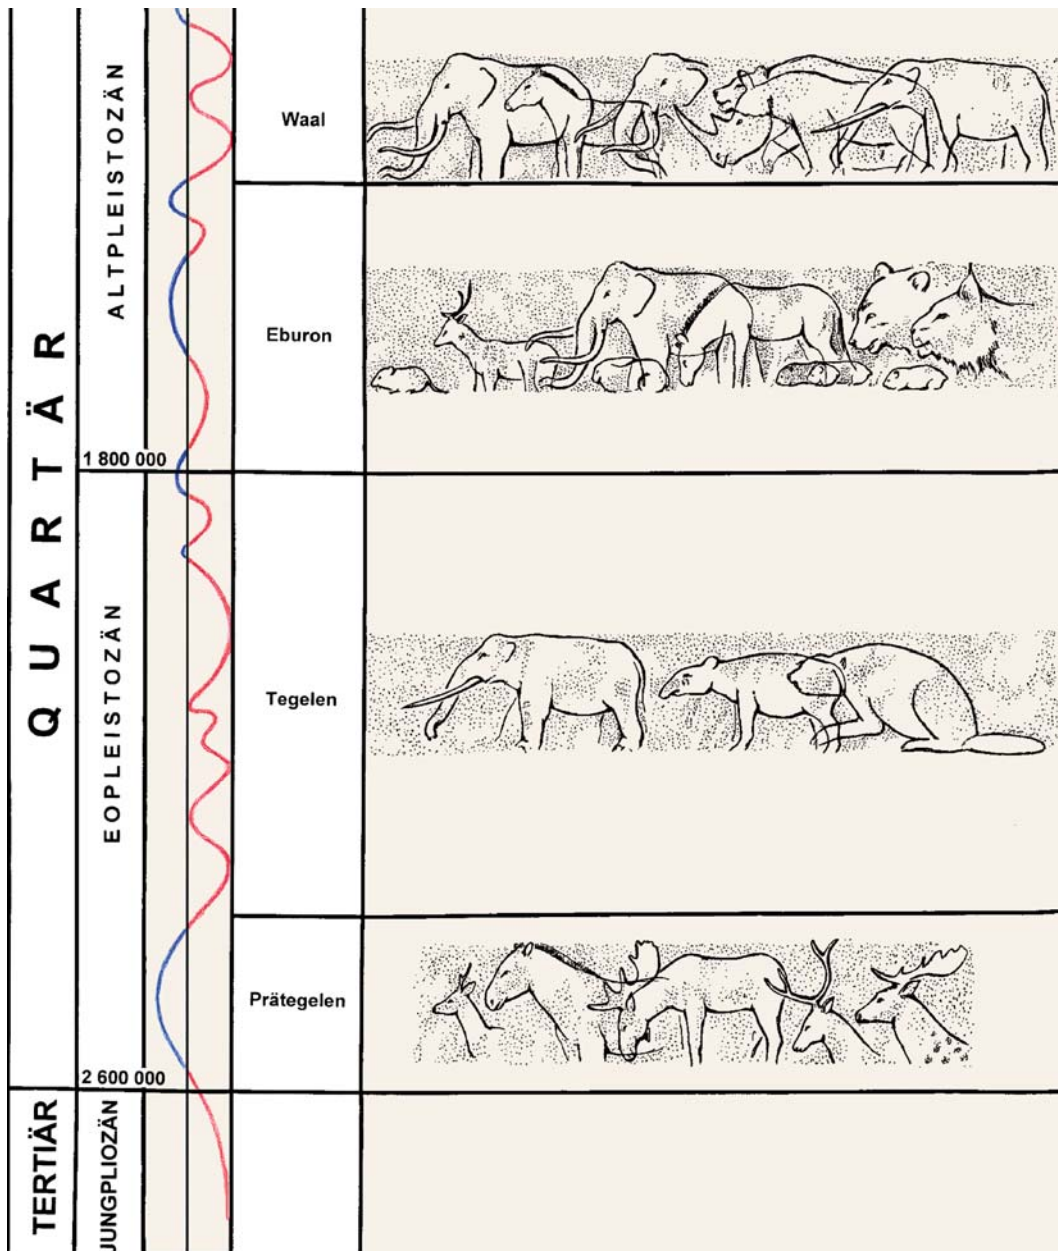 QUARTÄR
ALTPLEISTOZÄN
Waal
Eburon
1 800 000
EOPLEISTOZÄN
Tegelen
Prätegelen
2 600 000
TERTIÄR
JUNGPLIOZÄN